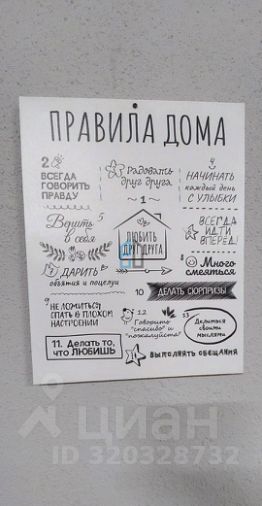 ПРАВИЛА ДОМА
2
ВСЕГДА
ГОВОРИТЬ
ПРАВДУ
Радовать
друг друга
1
НАЧИНАТЬ
каждый день
С УЛЫБКИ
Верить 5
в себя
ЛЮБИТЬ
ДРУГ ДРУГА
ВСЕГДА
ИДТИ
ВПЕРЕД!
ДАРИТЬ
объятия и поцелуи
Много
смеяться
9 НЕ ЛОЖИТЬСЯ
СПАТЬ В ПЛОХОМ
НАСТРОЕНИИ
10 ДЕЛАТЬ СЮРПРИЗЫ
12
Говорить
"спасибо" и
"пожалуйста"
13
Делиться
своими
мыслями
11. Делать то,
что ЛЮБИШЬ
ВЫПОЛНЯТЬ ОБЕЩАНИЯ
циан
ID 320328732